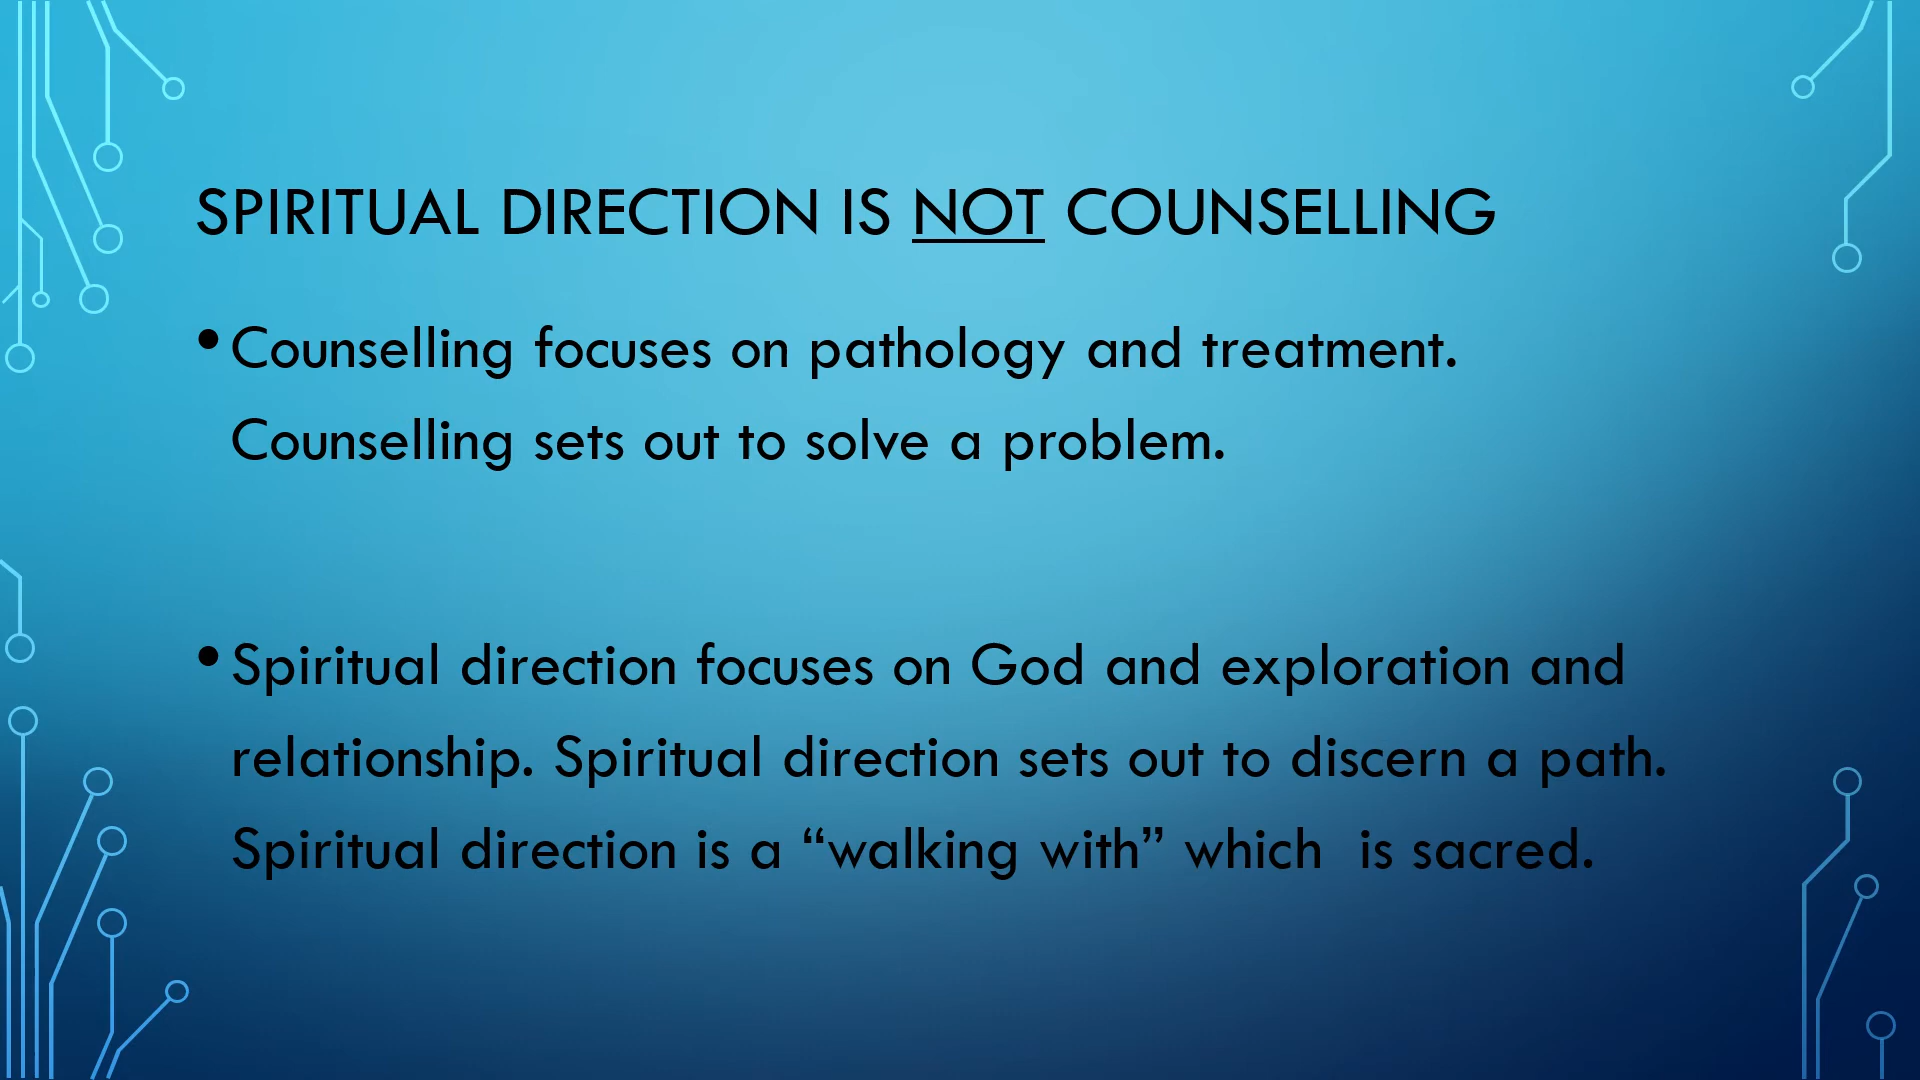 SPIRITUAL DIRECTION IS NOT COUNSELLING
• Counselling focuses on pathology and treatment.
Counselling sets out to solve a problem.
• Spiritual direction focuses on God and exploration and
relationship. Spiritual direction sets out to discern a path.
Spiritual direction is a “walking with” which  is sacred.